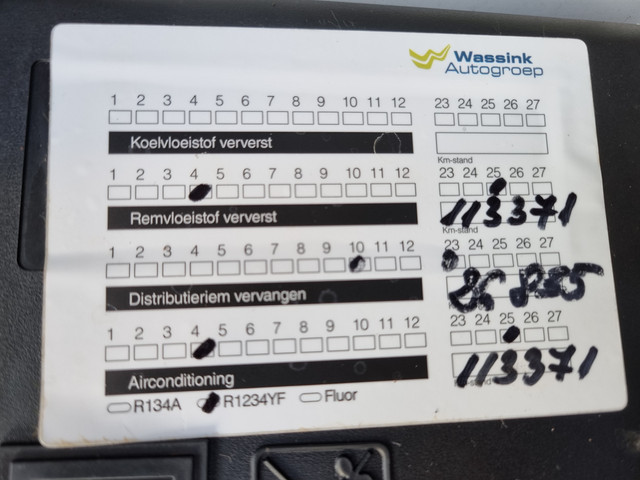 Wassink
Autogroep
1 2 3 4 5 6 7 8 9 10 11 12 23 24 25 26 27
Koelvloeistof ververst
Km-stand
1 2 3 4 5 6 7 8 9 10 11 12 23 24 25 26 27
Remvloeistof ververst 113371
Km-stand
1 2 3 4 5 6 7 8 9 10 11 12 23 24 25 26 27
Distributieriem vervangen
1 2 3 4 5 6 7 8 9 10 11 12 23 24 25 26 27
Airconditioning 113371
R134A R1234YF Fluor